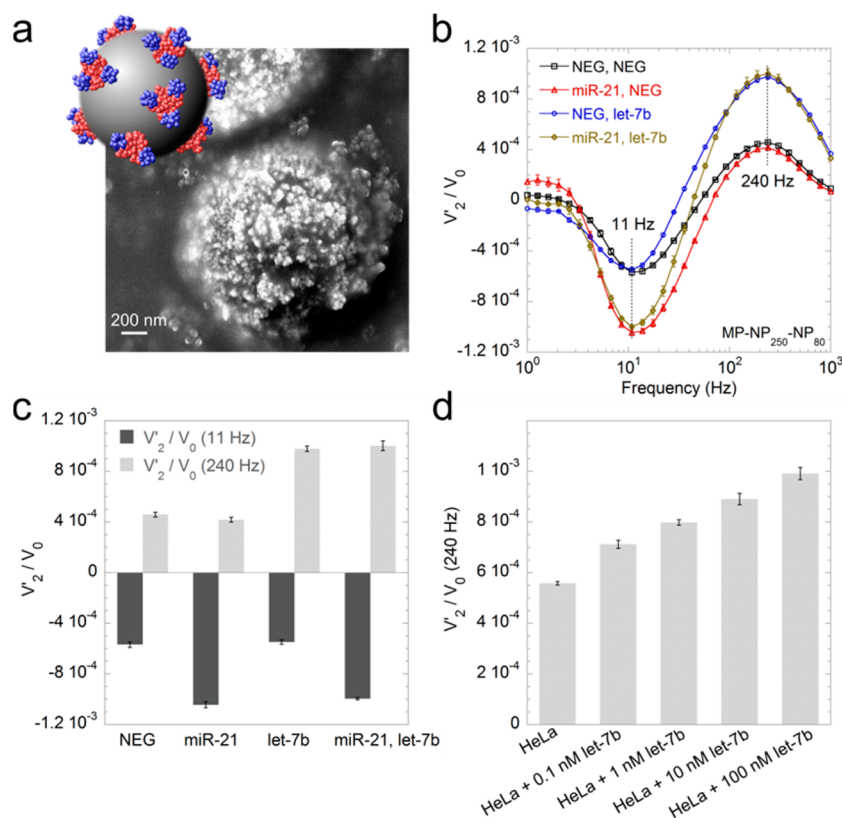 a
200 nm
b
1.2 10⁻³
8 10⁻⁴
4 10⁻⁴
0
-4 10⁻⁴
-8 10⁻⁴
-1.2 10⁻³
V'₂ / V₀
NEG, NEG
miR-21, NEG
NEG, let-7b
miR-21, let-7b
11 Hz
240 Hz
MP-NP₂₅₀-NP₈₀
10⁰ 10¹ 10² 10³
Frequency (Hz)
c
1.2 10⁻³
8 10⁻⁴
4 10⁻⁴
0
-4 10⁻⁴
-8 10⁻⁴
-1.2 10⁻³
V'₂ / V₀
V'₂ / V₀ (11 Hz)
V'₂ / V₀ (240 Hz)
NEG miR-21 let-7b miR-21, let-7b
d
1 10⁻³
8 10⁻⁴
6 10⁻⁴
4 10⁻⁴
2 10⁻⁴
0
V'₂ / V₀ (240 Hz)
HeLa
HeLa + 0.1 nM let-7b
HeLa + 1 nM let-7b
HeLa + 10 nM let-7b
HeLa + 100 nM let-7b